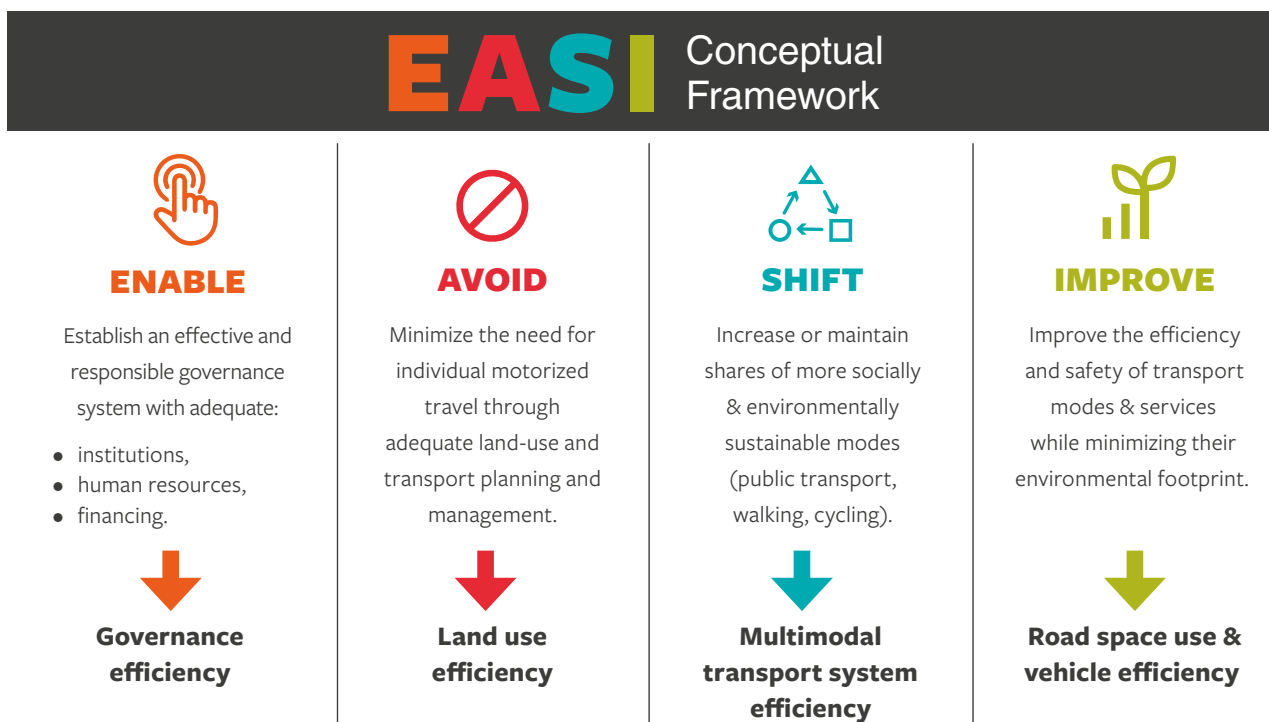 EASI Conceptual
Framework
ENABLE
Establish an effective and
responsible governance
system with adequate:
• institutions,
• human resources,
• financing.
Governance
efficiency
AVOID
Minimize the need for
individual motorized
travel through
adequate land-use and
transport planning and
management.
Land use
efficiency
SHIFT
Increase or maintain
shares of more socially
& environmentally
sustainable modes
(public transport,
walking, cycling).
Multimodal
transport system
efficiency
IMPROVE
Improve the efficiency
and safety of transport
modes & services
while minimizing their
environmental footprint.
Road space use &
vehicle efficiency